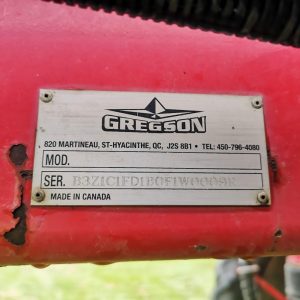 GREGSON
820 MARTINEAU, ST-HYACINTHE, QC, J2S 8B1 • TEL: 450-796-4080
MOD.
SER.
MADE IN CANADA